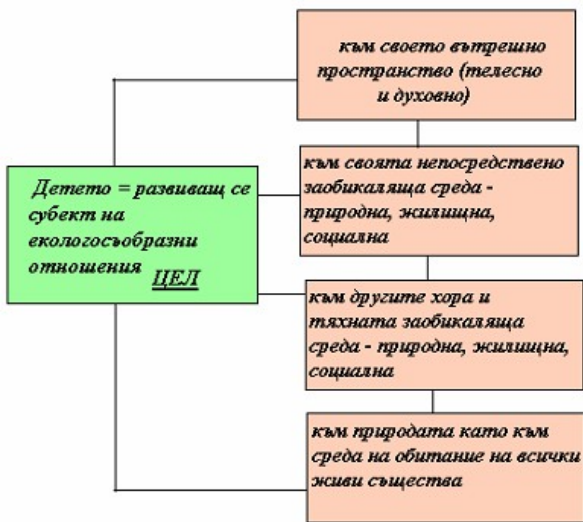 Детето = развиващ се
субект на
екологосъобразни
отношения ЦЕЛ
към своето вътрешно
пространство (телесно
и духовно)
към своята непосредствено
заобикаляща среда -
природна, жилищна,
социална
към другите хора и
тяхната заобикаляща
среда - природна, жилищна,
социална
към природата като към
среда на обитание на всички
живи същества